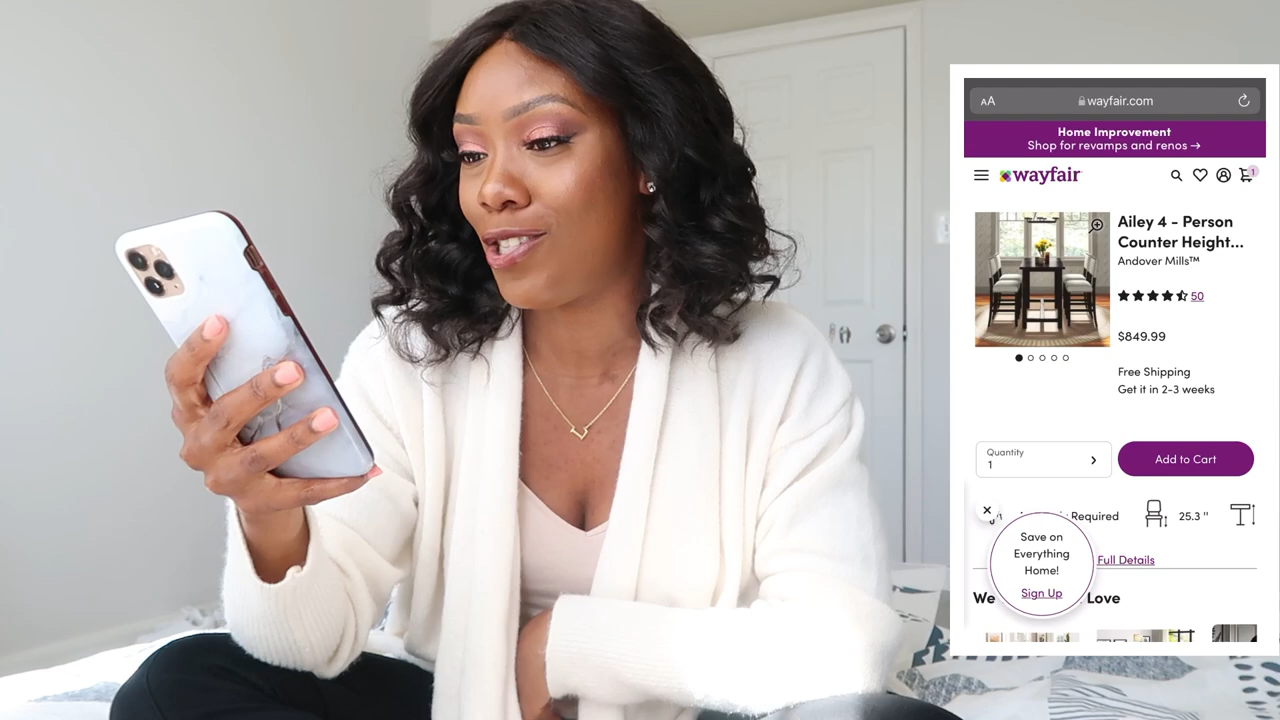 AA
wayfair.com
Home Improvement
Shop for revamps and renos →
wayfair
1
Ailey 4 - Person
Counter Height...
Andover Mills™
50
$849.99
Free Shipping
Get it in 2-3 weeks
Quantity
1
Add to Cart
Required
25.3 "
Save on
Everything
Home!
Sign Up
Full Details
We
Love